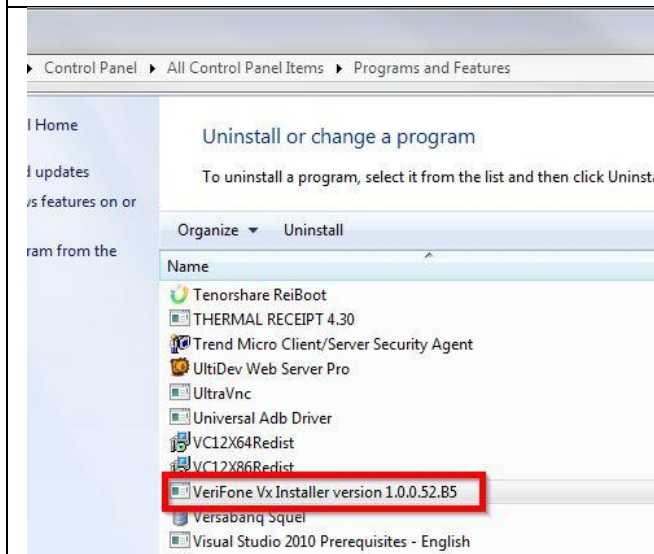 Control Panel ▸ All Control Panel Items ▸ Programs and Features
l Home
d updates
vs features on or
ram from the
Uninstall or change a program
To uninstall a program, select it from the list and then click Uninst
Organize Uninstall
Name
Tenorshare ReiBoot
THERMAL RECEIPT 4.30
Trend Micro Client/Server Security Agent
UltiDev Web Server Pro
UltraVnc
Universal Adb Driver
VC12X64Redist
VC12X86Redist
VeriFone Vx Installer version 1.0.0.52.B5
Versabanq Squel
Visual Studio 2010 Prerequisites - English